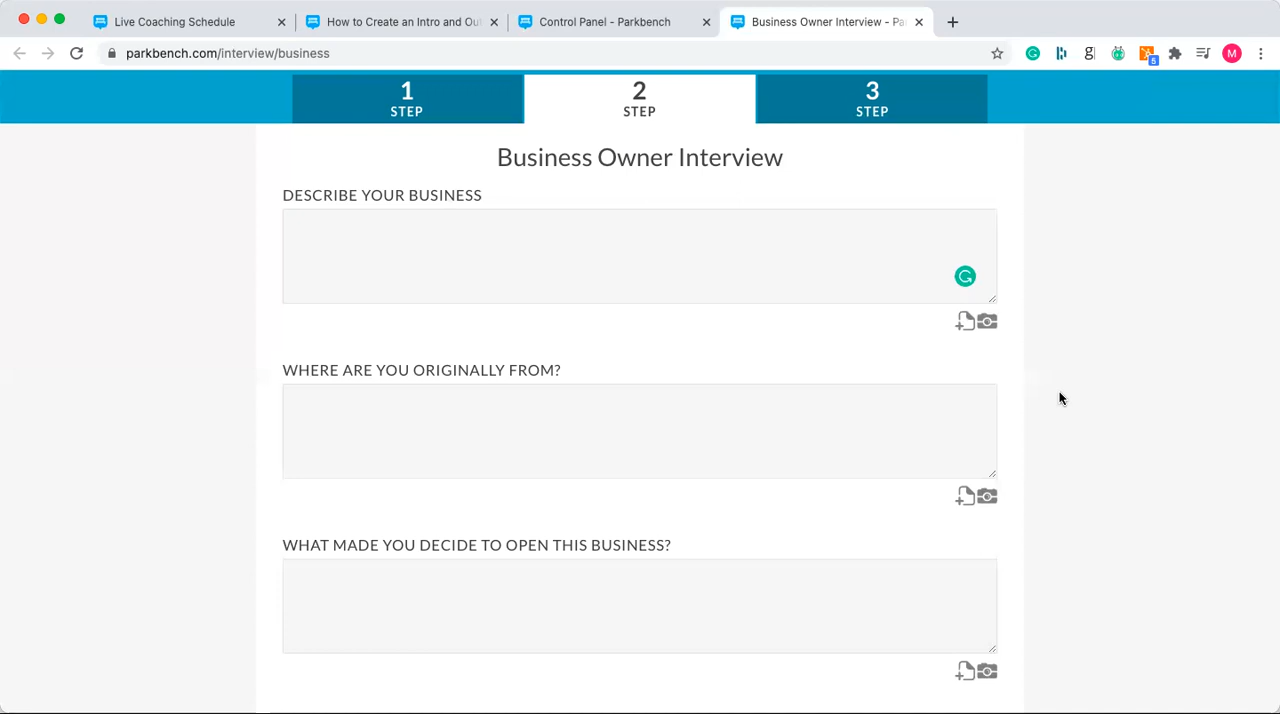 Live Coaching Schedule
How to Create an Intro and Ou
Control Panel - Parkbench
Business Owner Interview - Pa
parkbench.com/interview/business
5
M
1
STEP
2
STEP
3
STEP
Business Owner Interview
DESCRIBE YOUR BUSINESS
WHERE ARE YOU ORIGINALLY FROM?
WHAT MADE YOU DECIDE TO OPEN THIS BUSINESS?